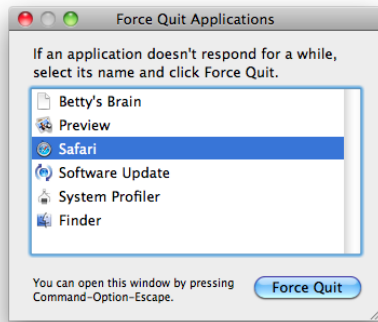 Force Quit Applications
If an application doesn't respond for a while,
select its name and click Force Quit.
Betty's Brain
Preview
Safari
Software Update
System Profiler
Finder
You can open this window by pressing
Command-Option-Escape.
Force Quit